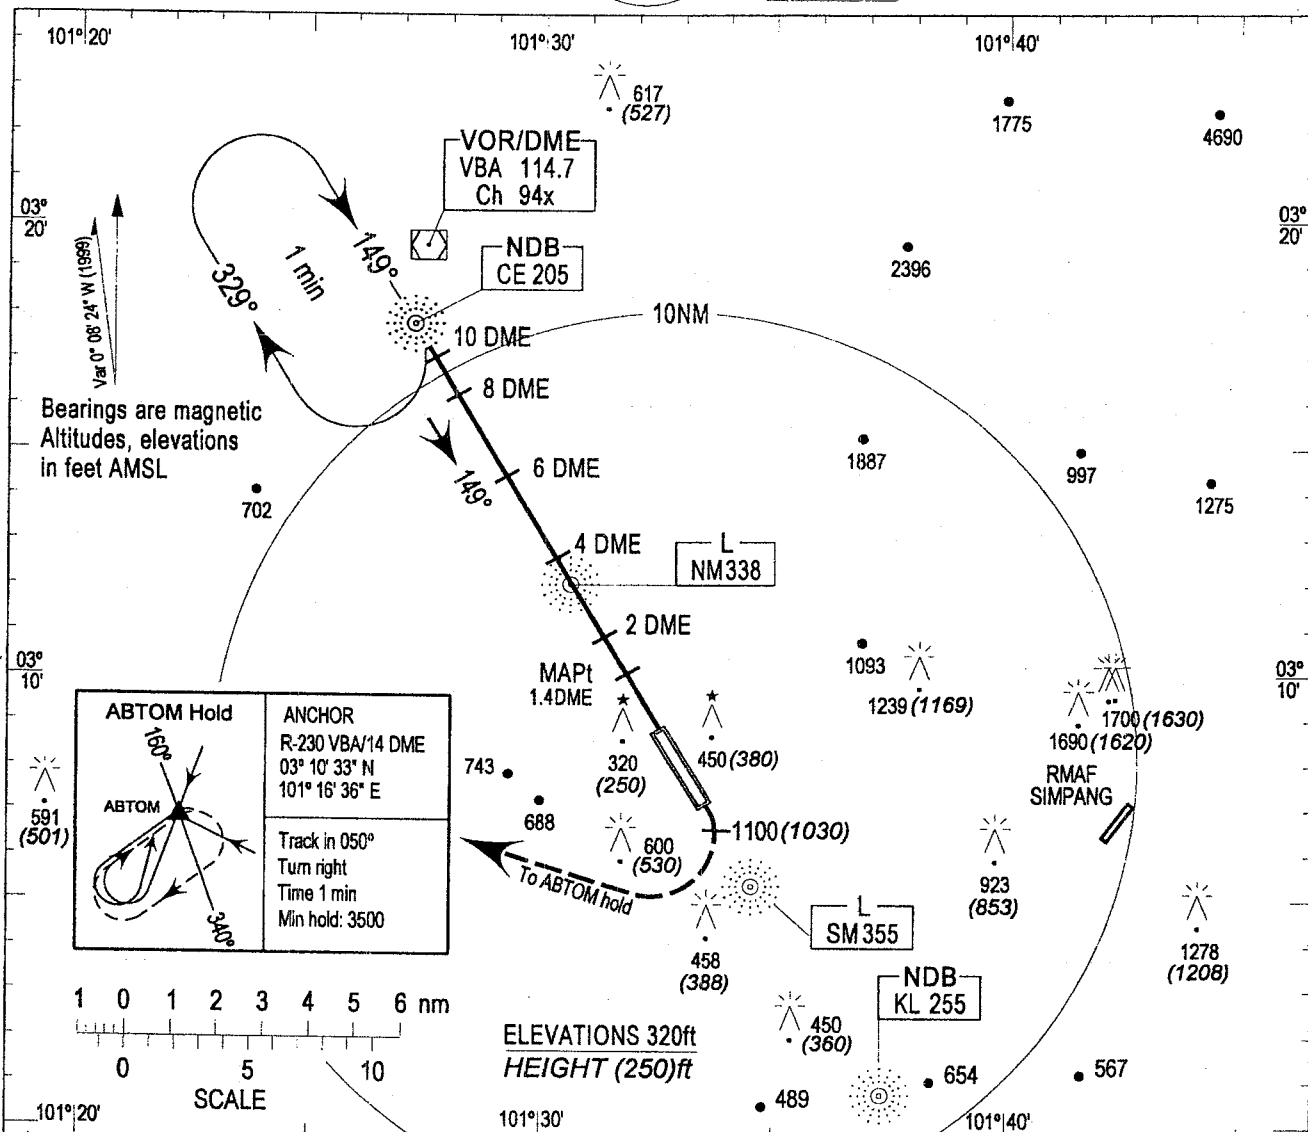 101° 20'
101° 30'
101° 40'
617
(527)
1775
4690
VOR/DME
VBA 114.7
Ch 94x
03°
20'
03°
20'
Var 0° 08' 24" W (1999)
149°
1 min
329°
NDB
CE 205
2396
10NM
10 DME
8 DME
Bearings are magnetic
Altitudes, elevations
in feet AMSL
6 DME
149°
702
1887
997
1275
4 DME
L
NM338
2 DME
03°
10'
03°
10'
MAPt
1.4DME
1093
1239 (1169)
1700 (1630)
1690 (1620)
ABTOM Hold
160°
ABTOM
340°
ANCHOR
R-230 VBA/14 DME
03° 10' 33" N
101° 16' 36" E
Track in 050°
Turn right
Time 1 min
Min hold: 3500
591
(501)
743
688
320
(250)
450 (380)
RMAF
SIMPANG
1100 (1030)
600
(530)
To ABTOM hold
923
(853)
L
SM 355
458
(388)
1278
(1208)
NDB
KL 255
1 0 1 2 3 4 5 6 nm
0 5 10
SCALE
ELEVATIONS 320ft
HEIGHT (250)ft
450
(360)
654
567
489
101° 20'
101° 30'
101° 40'